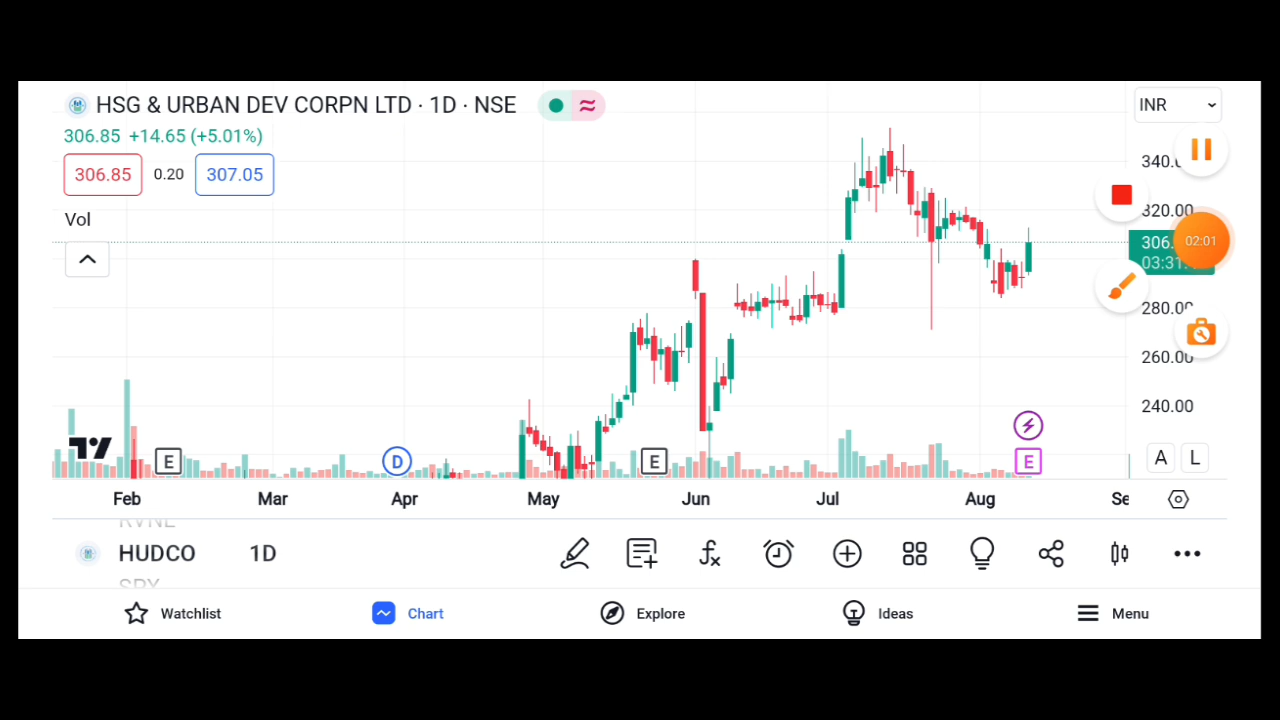 HSG & URBAN DEV CORPN LTD · 1D · NSE
306.85 +14.65 (+5.01%)
306.85 0.20 307.05
Vol
INR
340.
320.00
306.
03:31
280.00
260.00
240.00
02:01
E D E E
A L
Feb Mar Apr May Jun Jul Aug Se
RVNL
HUDCO 1D
SPY
Watchlist Chart Explore Ideas Menu